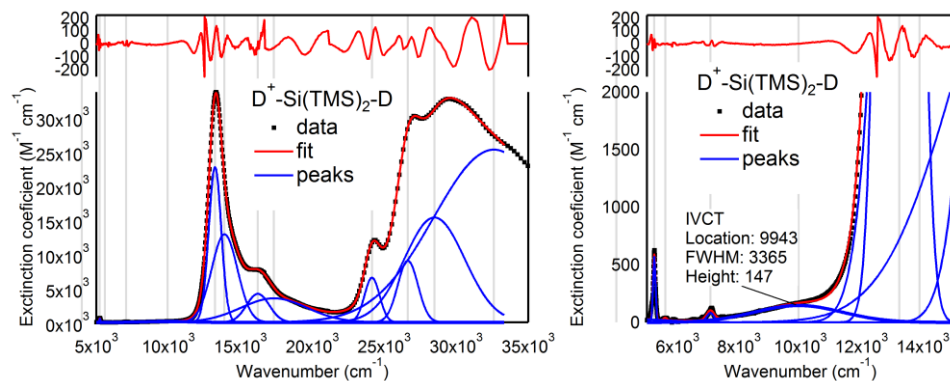 200
100
0
-100
-200
D⁺-Si(TMS)₂-D
data
fit
peaks
Exctinction coeficient (M⁻¹ cm⁻¹)
30x10³
25x10³
20x10³
15x10³
10x10³
5x10³
0x10³
5x10³ 10x10³ 15x10³ 20x10³ 25x10³ 30x10³ 35x10³
Wavenumber (cm⁻¹)
200
100
0
-100
-200
D⁺-Si(TMS)₂-D
data
fit
peaks
Exctinction coeficient (M⁻¹ cm⁻¹)
2000
1500
1000
500
0
IVCT
Location: 9943
FWHM: 3365
Height: 147
6x10³ 8x10³ 10x10³ 12x10³ 14x10³
Wavenumber (cm⁻¹)